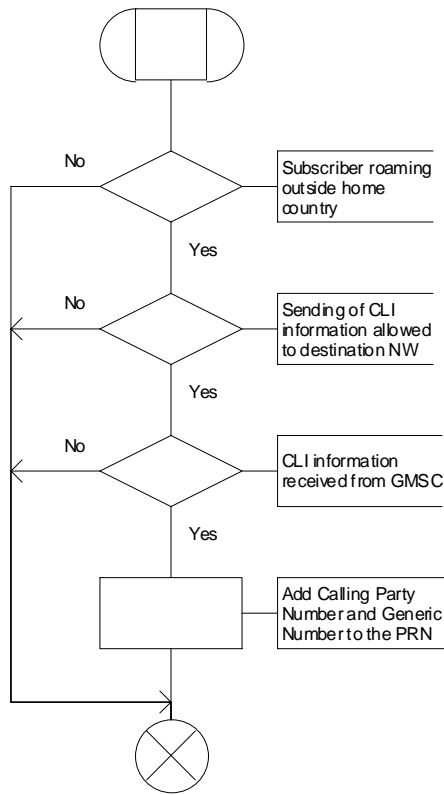 No
Subscriber roaming
outside home
country
Yes
No
Sending of CLI
information allowed
to destination NW
Yes
No
CLI information
received from GMSC
Yes
Add Calling Party
Number and Generic
Number to the PRN